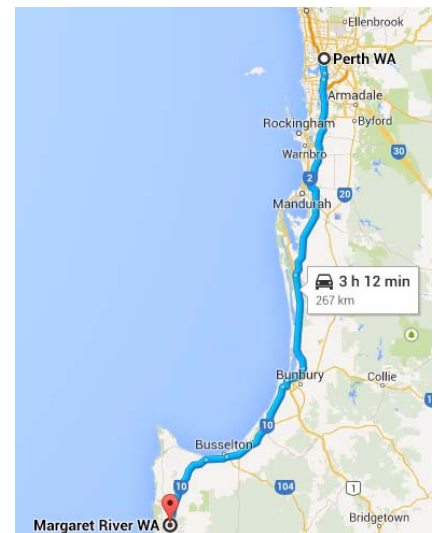 Ellenbrook
Perth WA
Armadale
Rockingham
Byford
Warnbro
30
2
Mandurah
20
3 h 12 min
267 km
Bunbury
Collie
10
Busselton
10
104
1
Margaret River WA
Bridgetown